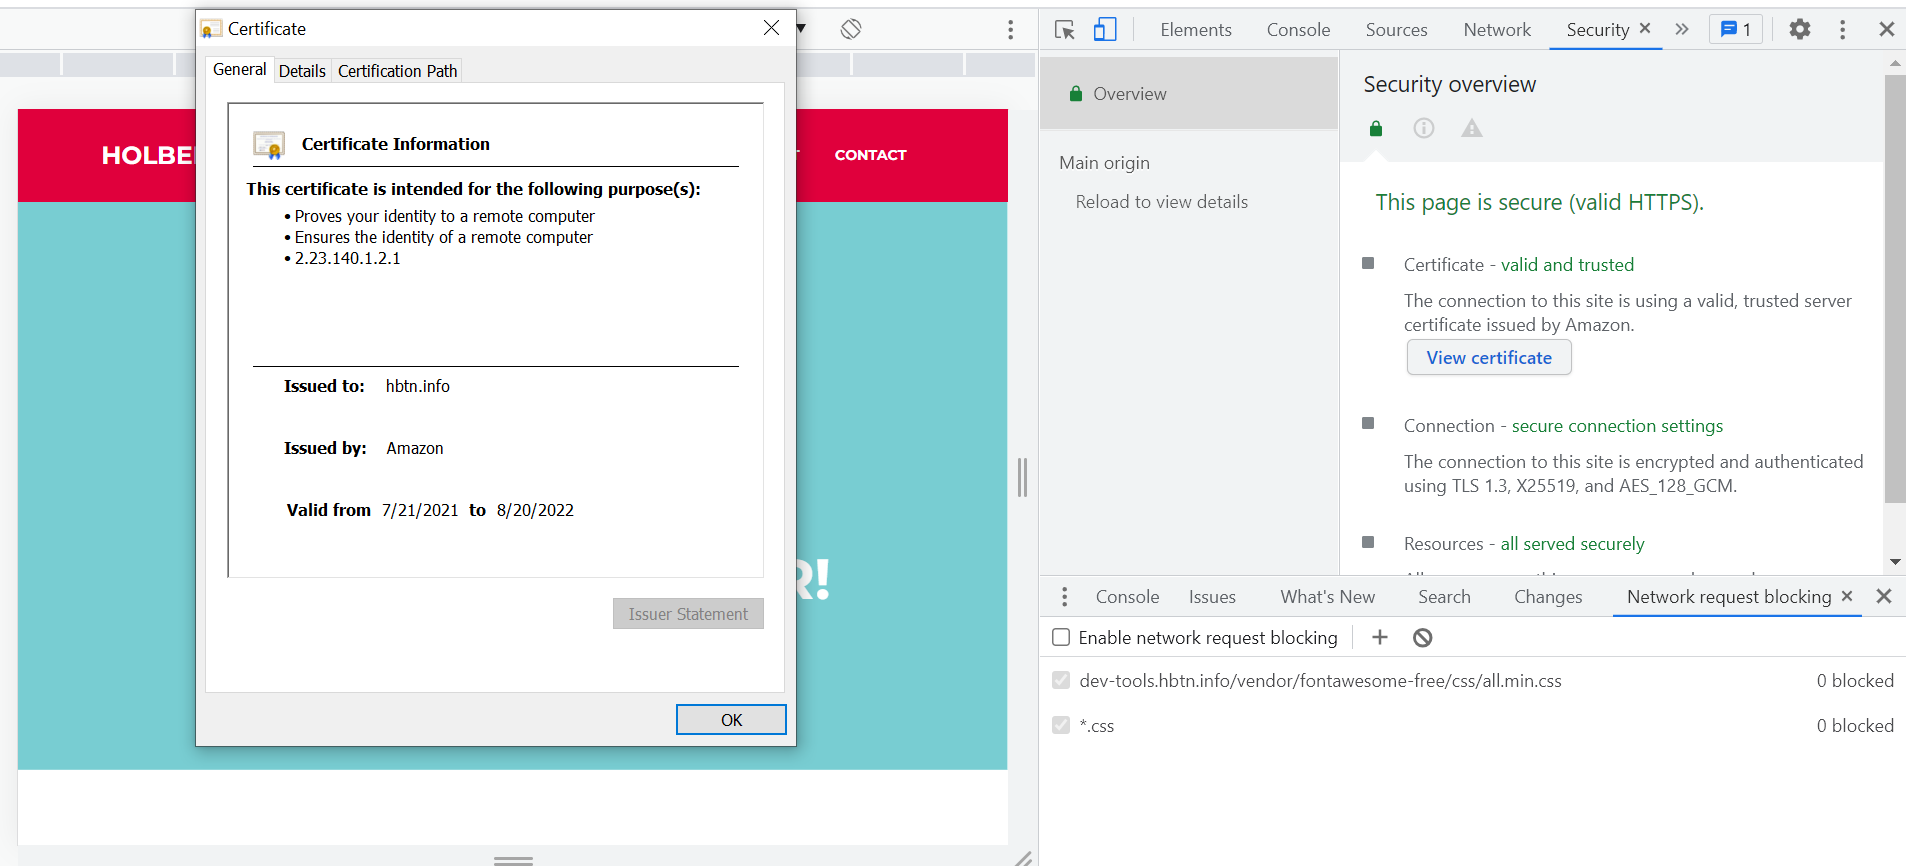 Certificate
General Details Certification Path
Certificate Information
This certificate is intended for the following purpose(s):
• Proves your identity to a remote computer
• Ensures the identity of a remote computer
• 2.23.140.1.2.1
Issued to: hbtn.info
Issued by: Amazon
Valid from 7/21/2021 to 8/20/2022
Issuer Statement
OK
CONTACT
R!
Elements Console Sources Network Security 1
Overview
Main origin
Reload to view details
Security overview
This page is secure (valid HTTPS).
Certificate - valid and trusted
The connection to this site is using a valid, trusted server
certificate issued by Amazon.
View certificate
Connection - secure connection settings
The connection to this site is encrypted and authenticated
using TLS 1.3, X25519, and AES_128_GCM.
Resources - all served securely
Console Issues What's New Search Changes Network request blocking
Enable network request blocking
dev-tools.hbtn.info/vendor/fontawesome-free/css/all.min.css 0 blocked
*.css 0 blocked